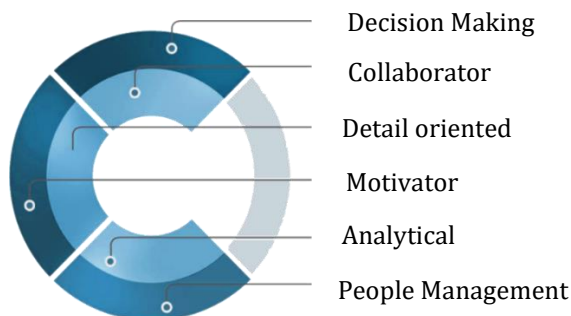 Decision Making
Collaborator
Detail oriented
Motivator
Analytical
People Management